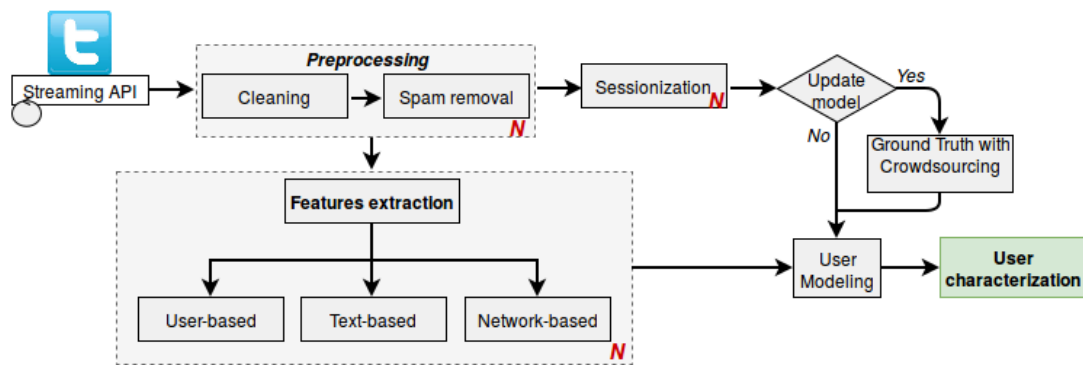 Streaming API
Preprocessing
Cleaning
Spam removal
N
Sessionization
N
Update
model
Yes
No
Ground Truth with
Crowdsourcing
Features extraction
User-based
Text-based
Network-based
N
User
Modeling
User
characterization